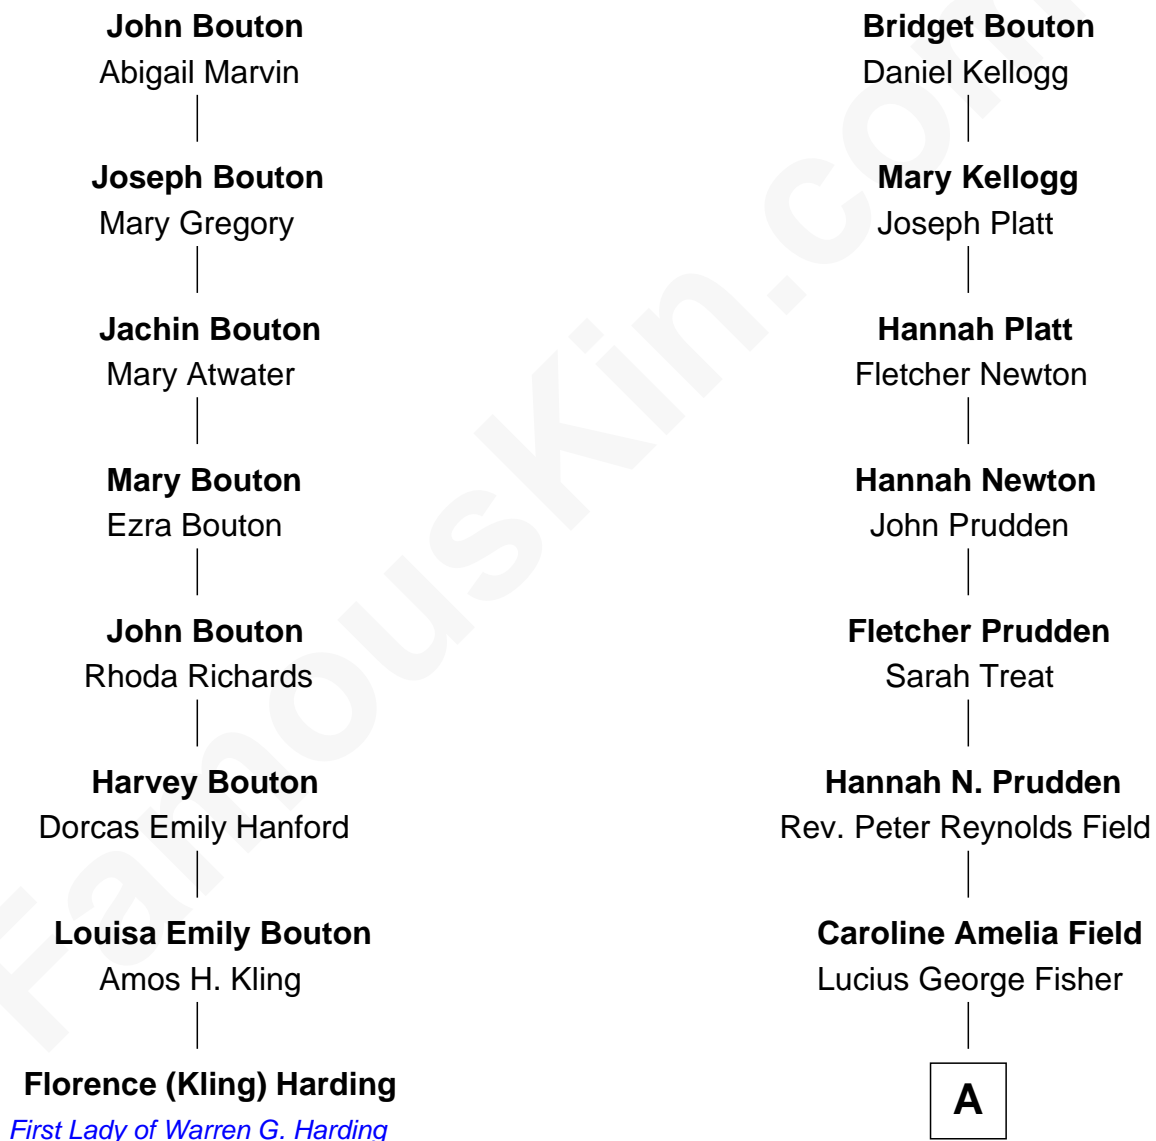 John Bouton
Abigail Marvin
Joseph Bouton
Mary Gregory
Jachin Bouton
Mary Atwater
Mary Bouton
Ezra Bouton
John Bouton
Rhoda Richards
Harvey Bouton
Dorcas Emily Hanford
Louisa Emily Bouton
Amos H. Kling
Florence (Kling) Harding
First Lady of Warren G. Harding
Bridget Bouton
Daniel Kellogg
Mary Kellogg
Joseph Platt
Hannah Platt
Fletcher Newton
Hannah Newton
John Prudden
Fletcher Prudden
Sarah Treat
Hannah N. Prudden
Rev. Peter Reynolds Field
Caroline Amelia Field
Lucius George Fisher
A
FamousKin.com